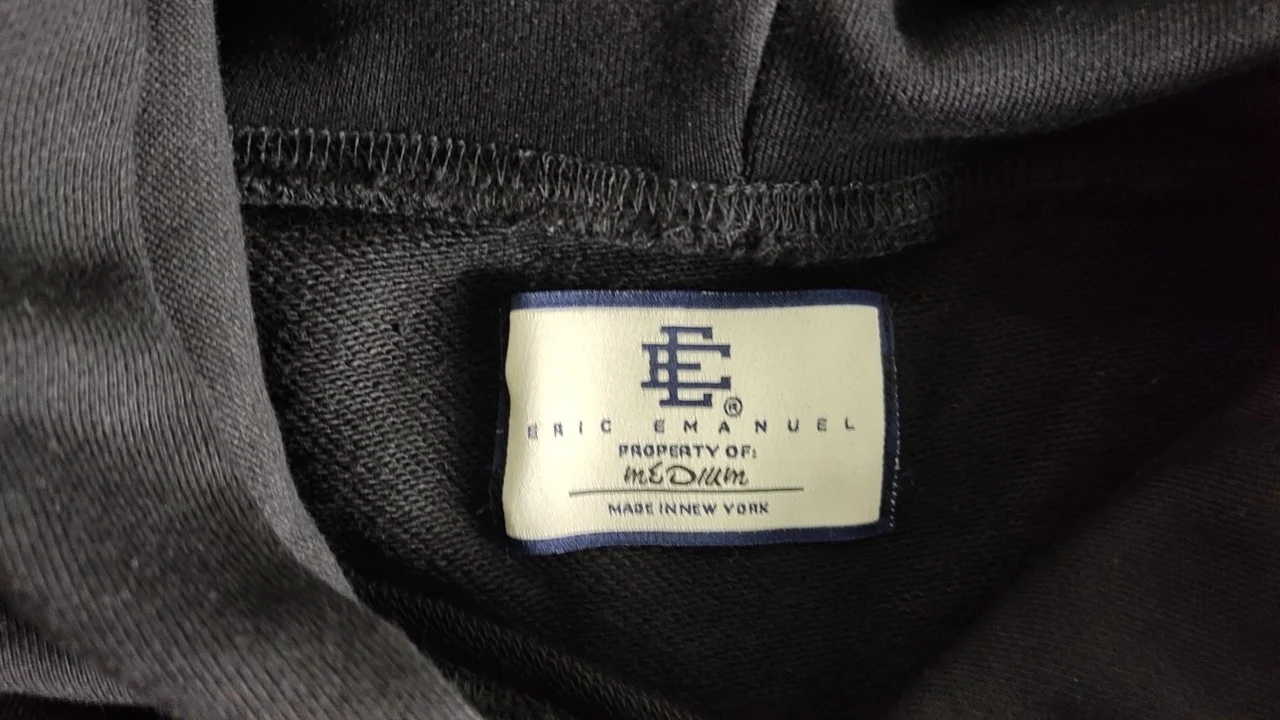 EE®
ERIC EMANUEL
PROPERTY OF:
MEDIUM
MADE IN NEW YORK